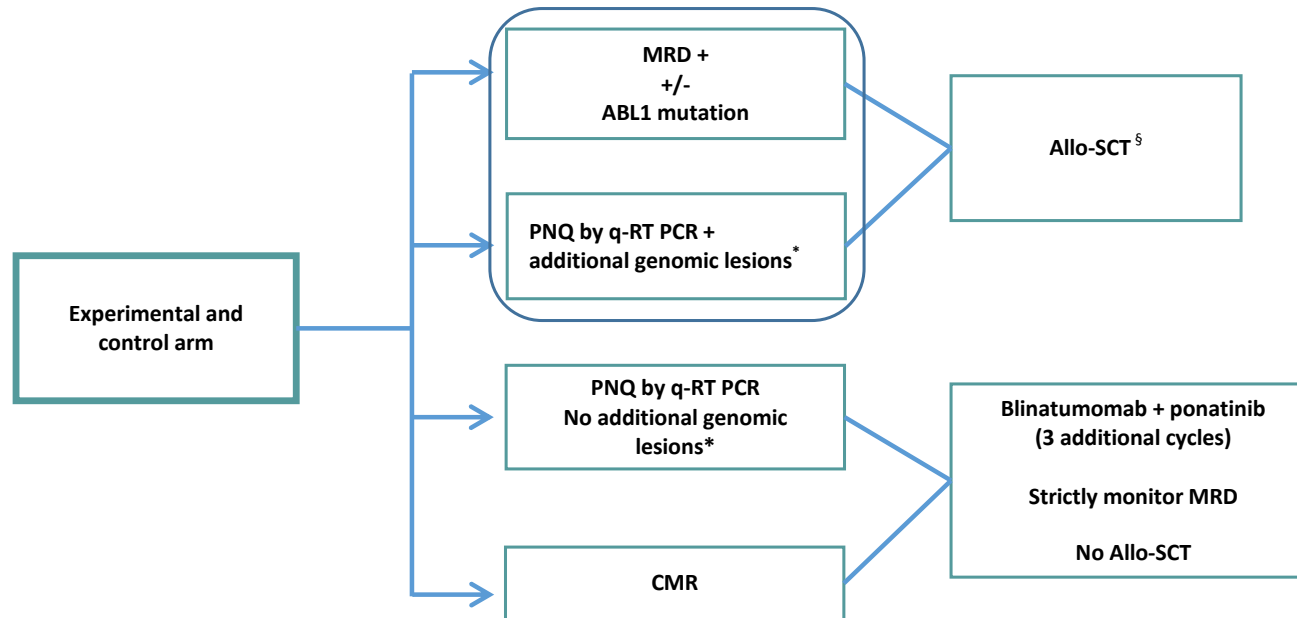 MRD +
+/-
ABL1 mutation
Allo-SCT §
PNQ by q-RT PCR +
additional genomic lesions*
Experimental and
control arm
PNQ by q-RT PCR
No additional genomic
lesions*
Blinatumomab + ponatinib
(3 additional cycles)
Strictly monitor MRD
No Allo-SCT
CMR